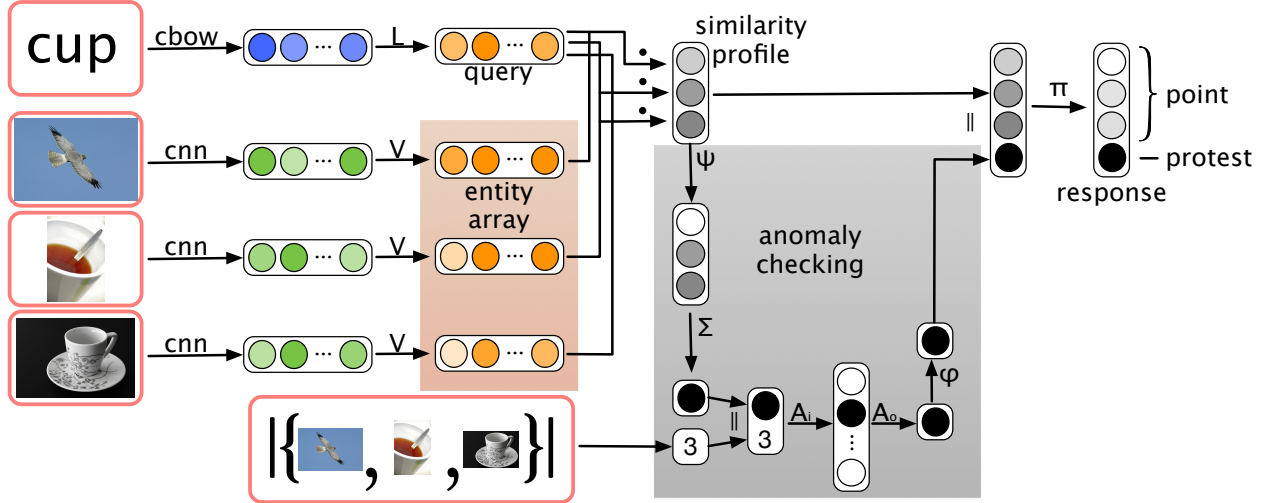 cup
cbow
...
L
...
query
similarity
profile
π
point
||
protest
response
cnn
...
V
...
entity
array
ψ
cnn
...
V
...
anomaly
checking
cnn
...
V
...
Σ
φ
|{ , , }|
3
||
3
Ai
Ao